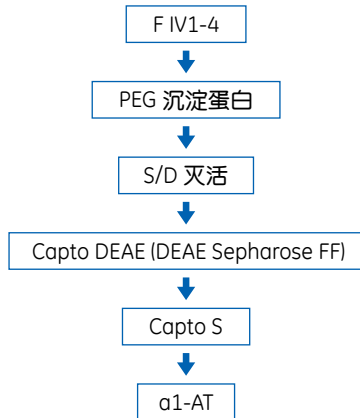 F IV1-4
PEG 沉淀蛋白
S/D 灭活
Capto DEAE (DEAE Sepharose FF)
Capto S
α1-AT